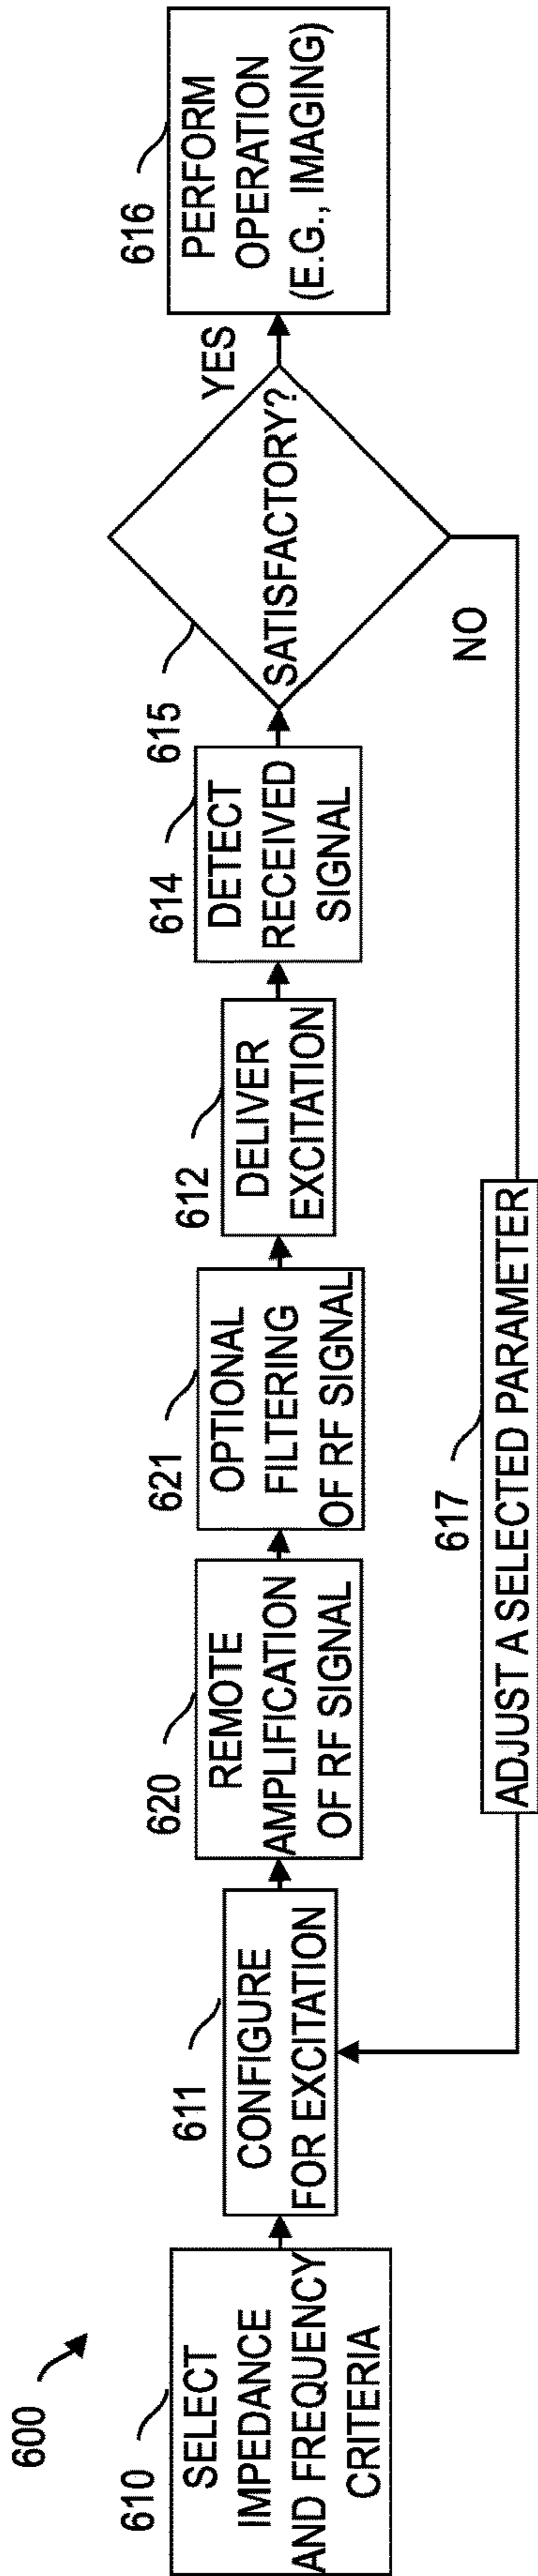 600
610
SELECT
IMPEDANCE
AND FREQUENCY
CRITERIA
611
CONFIGURE
FOR EXCITATION
620
REMOTE
AMPLIFICATION
OF RF SIGNAL
621
OPTIONAL
FILTERING
OF RF SIGNAL
612
DELIVER
EXCITATION
614
DETECT
RECEIVED
SIGNAL
615
SATISFACTORY?
YES
616
PERFORM
OPERATION
(E.G., IMAGING)
NO
617
ADJUST A SELECTED PARAMETER